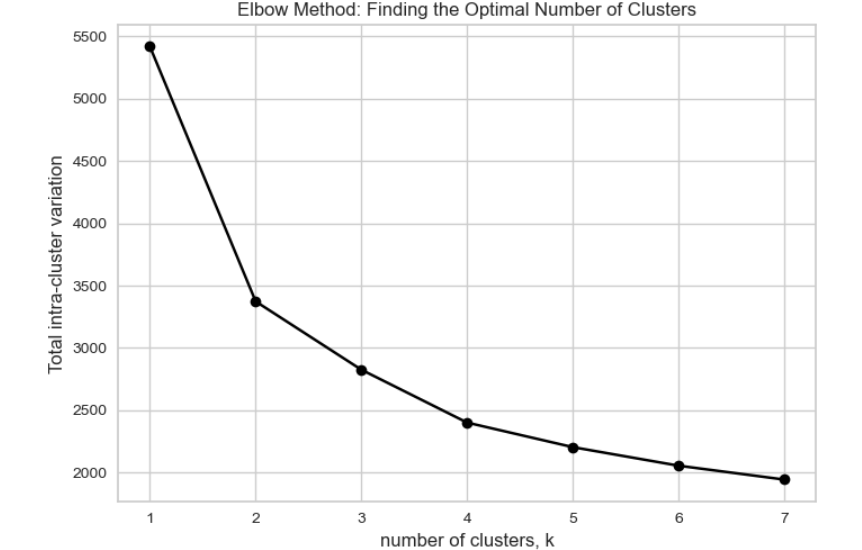 Elbow Method: Finding the Optimal Number of Clusters
Total intra-cluster variation
5500
5000
4500
4000
3500
3000
2500
2000
1 2 3 4 5 6 7
number of clusters, k